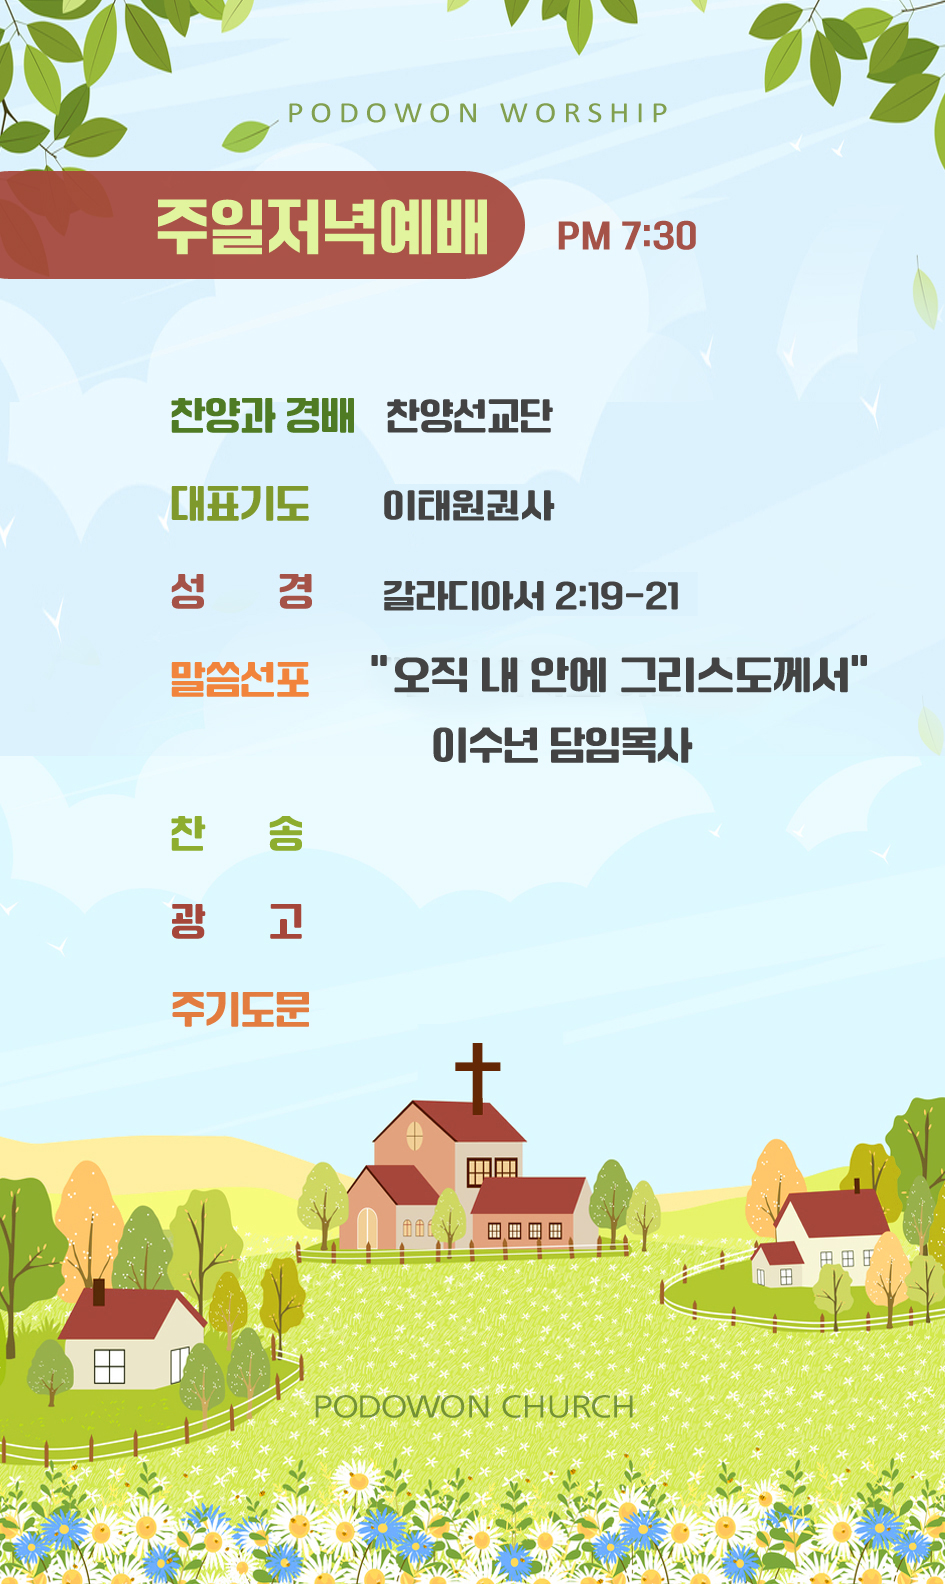 PODOWON WORSHIP
주일저녁예배 PM 7:30
찬양과 경배 찬양선교단
대표기도 이태원권사
성 경 갈라디아서 2:19-21
말씀선포 "오직 내 안에 그리스도께서"
이수년 담임목사
찬 송
광 고
주기도문
PODOWON CHURCH